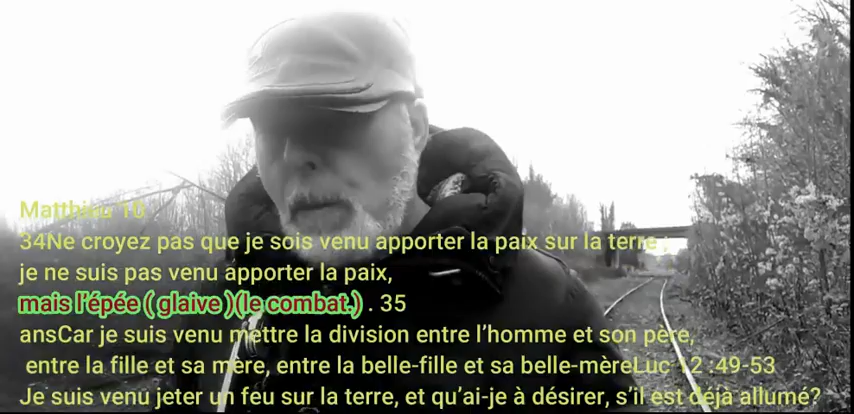 Matthieu 10
34Ne croyez pas que je sois venu apporter la paix sur la terre ;
je ne suis pas venu apporter la paix,
mais l'épée ( glaive )(le combat.) . 35
ansCar je suis venu mettre la division entre l'homme et son père,
entre la fille et sa mère, entre la belle-fille et sa belle-mèreLuc 12 :49-53
Je suis venu jeter un feu sur la terre, et qu'ai-je à désirer, s'il est déjà allumé?